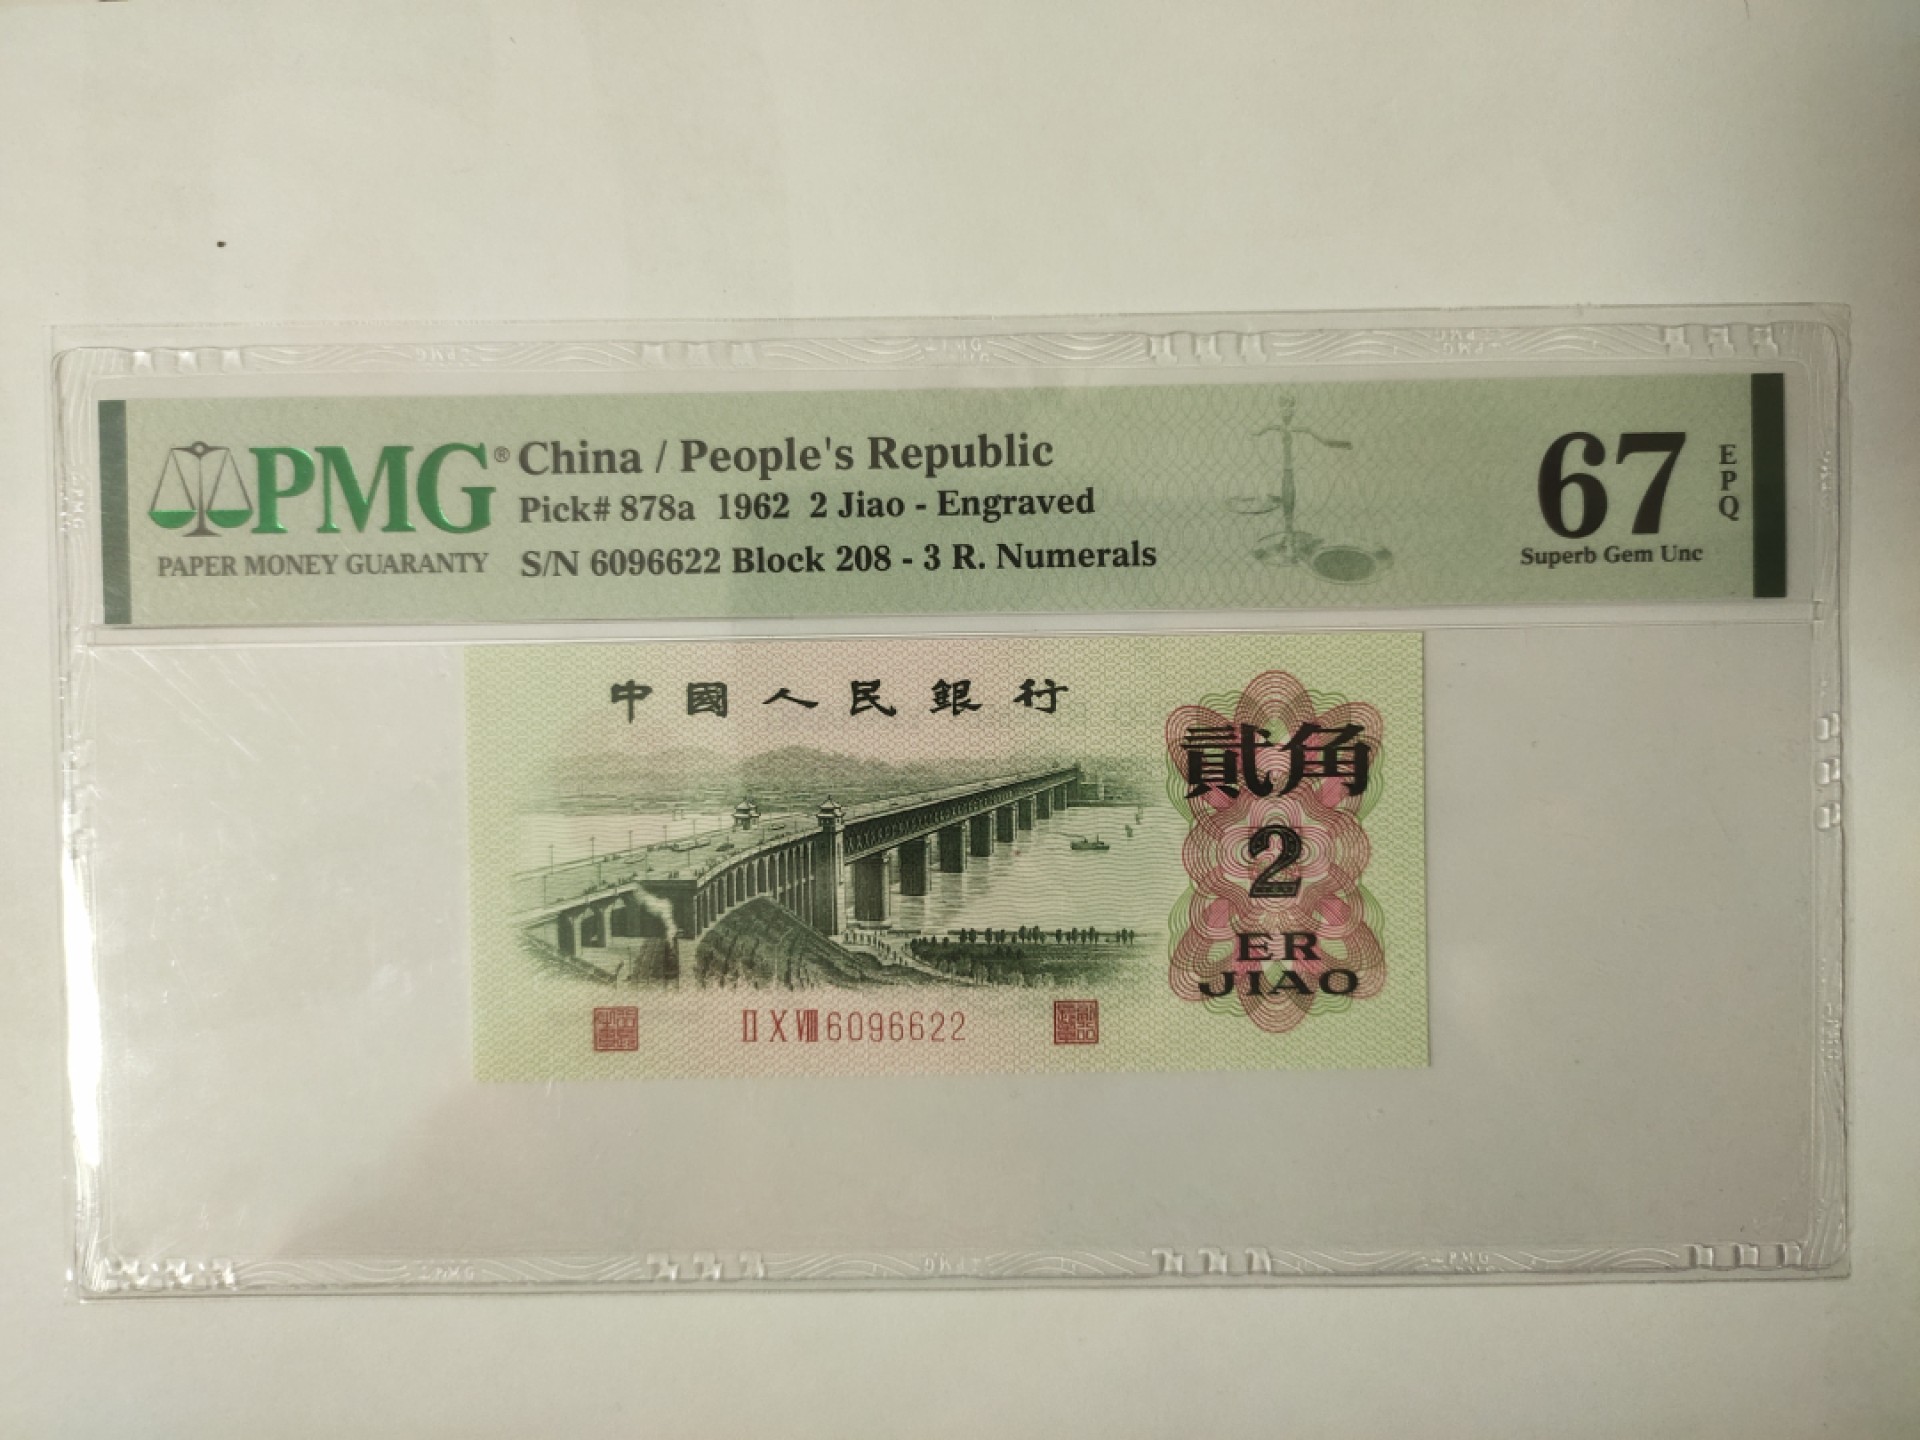 PMG®
PAPER MONEY GUARANTY
China / People's Republic
Pick# 878a 1962 2 Jiao - Engraved
S/N 6096622 Block 208 - 3 R. Numerals
67
EPQ
Superb Gem Unc
中國人民銀行
貳角
2
ER
JIAO
II X VIII 6096622